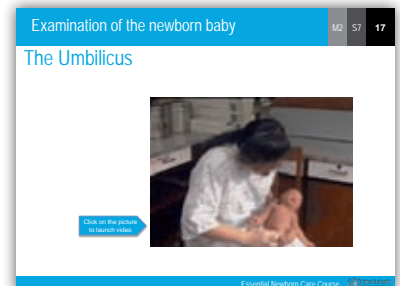 Examination of the newborn baby
M2 S7 17
The Umbilicus
Click on the picture
to launch video
Essential Newborn Care Course